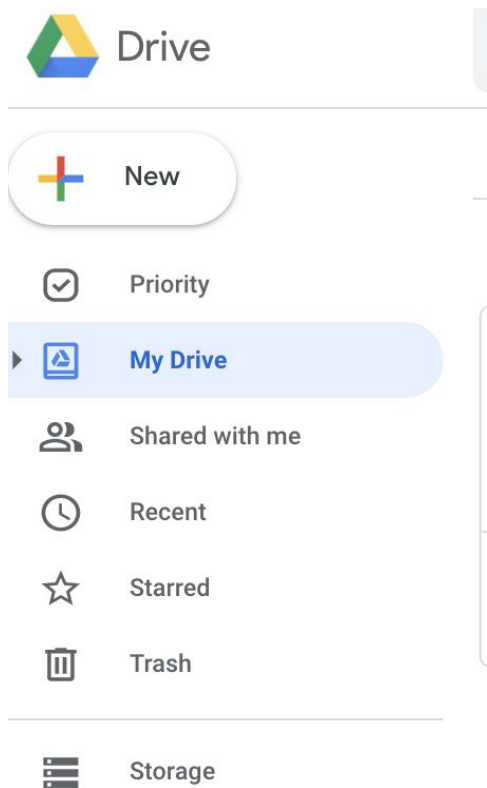 Drive
New
Priority
My Drive
Shared with me
Recent
Starred
Trash
Storage